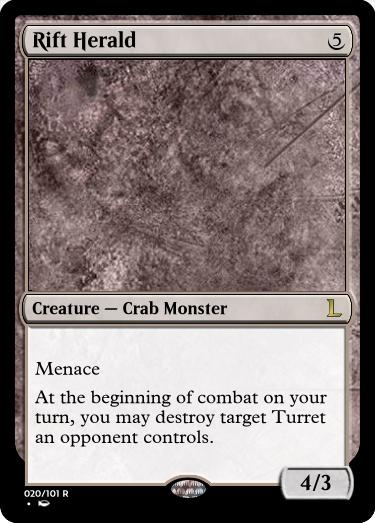 Rift Herald 5
Creature — Crab Monster L
Menace
At the beginning of combat on your
turn, you may destroy target Turret
an opponent controls.
4/3
020/101 R